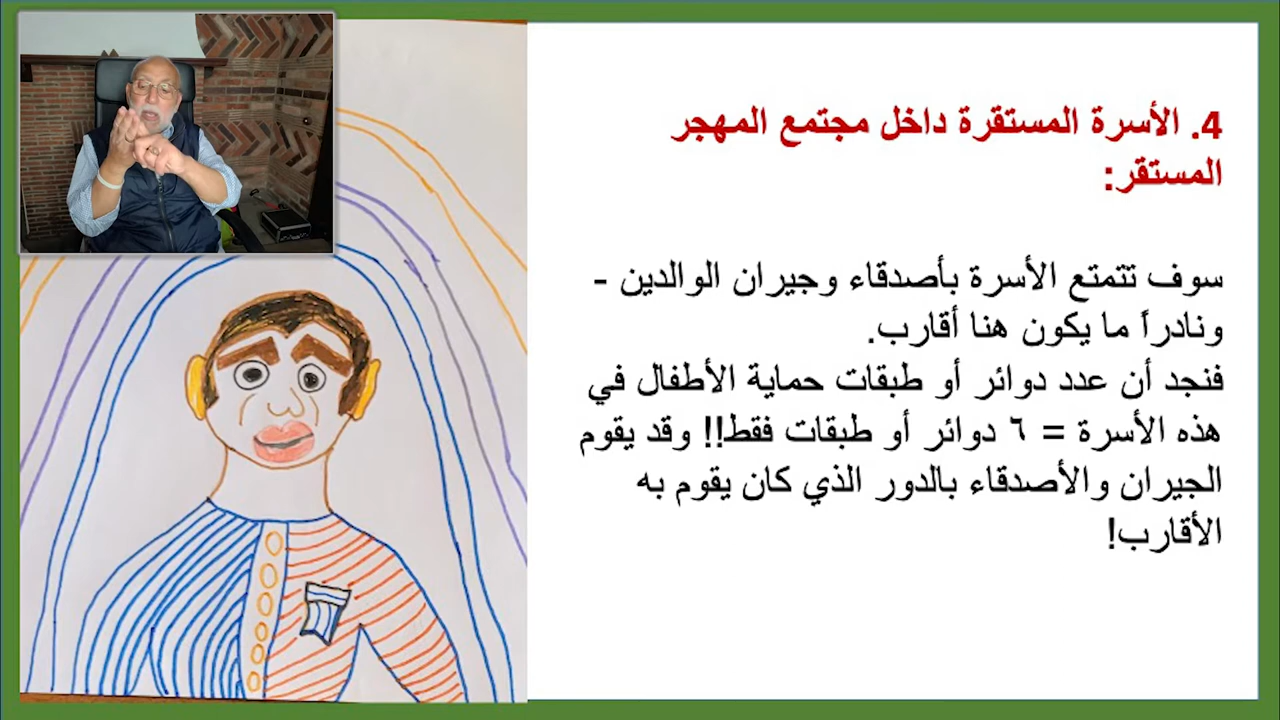 4. الأسرة المستقرة داخل مجتمع المهجر
المستقر:
سوف تتمتع الأسرة بأصدقاء وجيران الوالدين -
ونادراً ما يكون هنا أقارب.
فنجد أن عدد دوائر أو طبقات حماية الأطفال في
هذه الأسرة = ٦ دوائر أو طبقات فقط!! وقد يقوم
الجيران والأصدقاء بالدور الذي كان يقوم به
الأقارب!